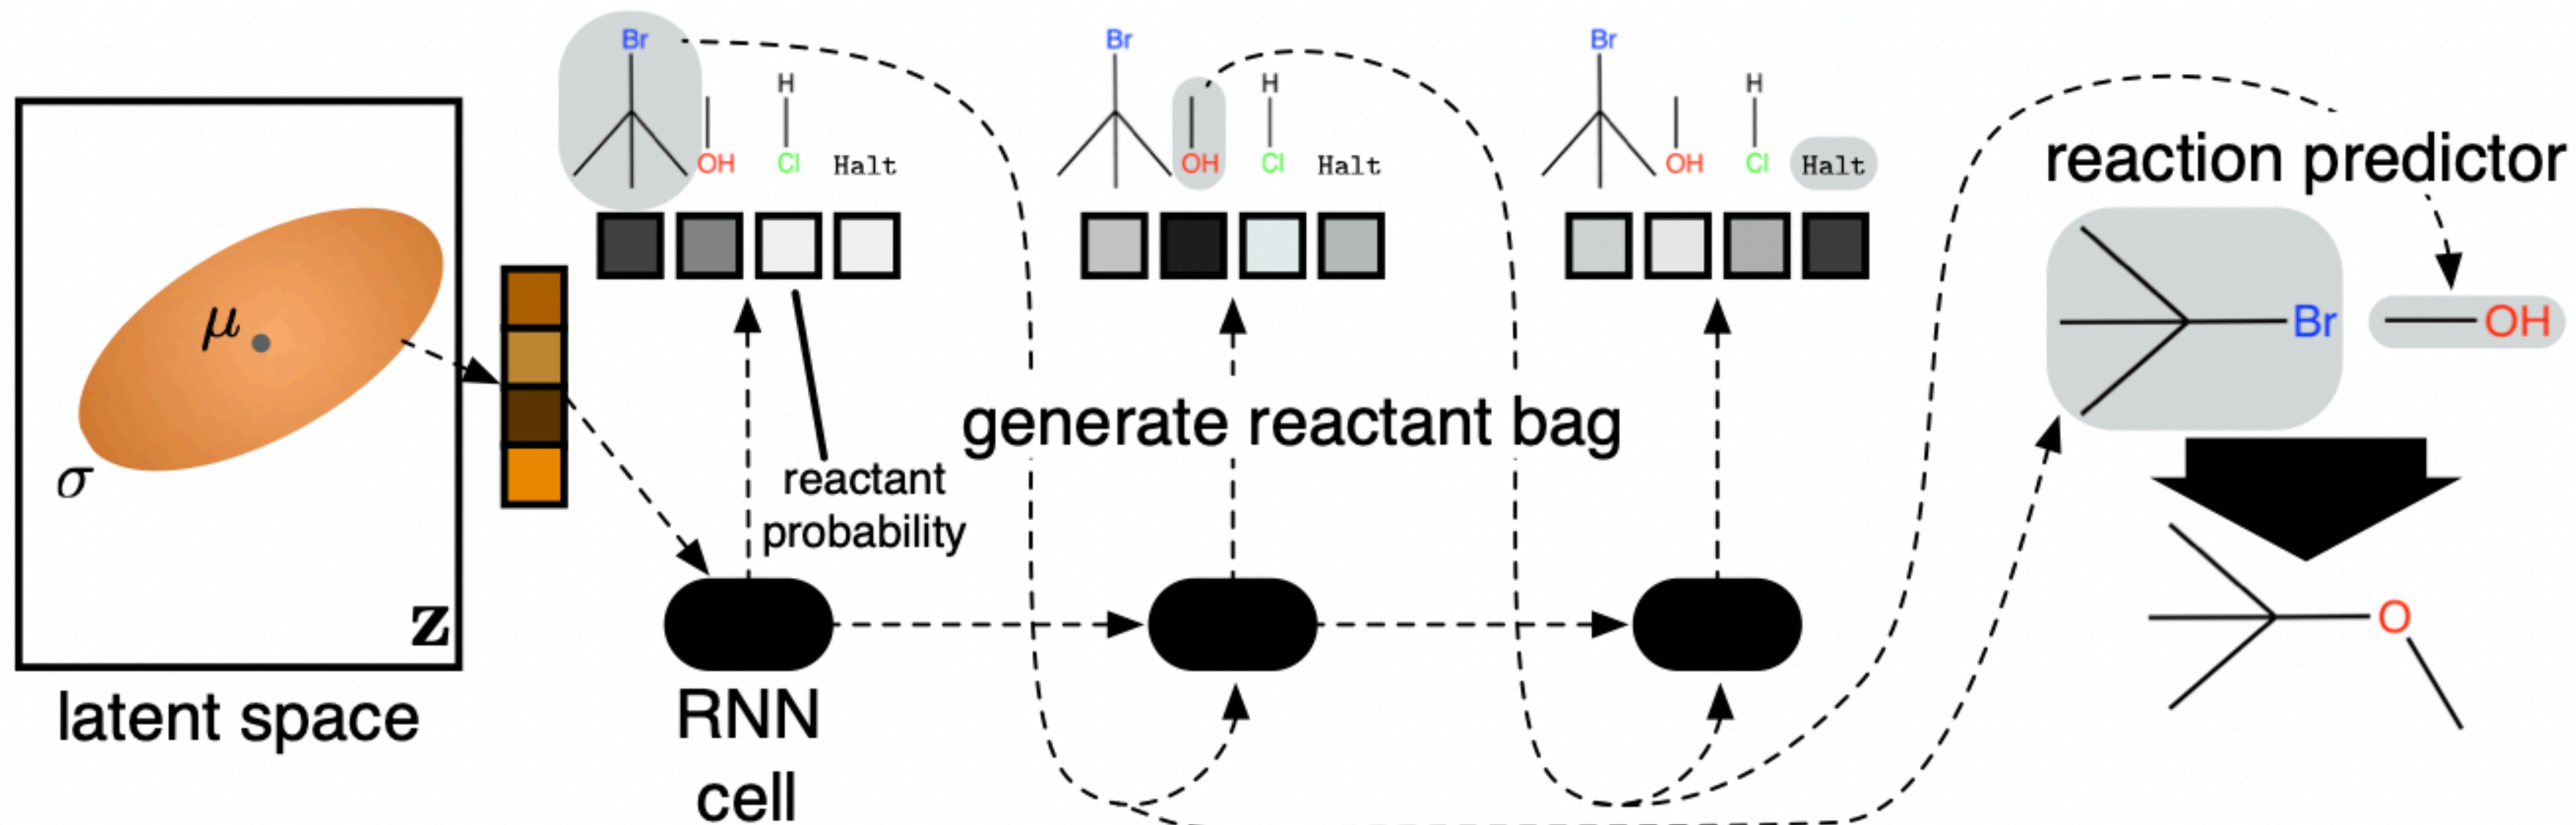 μ
σ
z
latent space
Br
OH
H
Cl
Halt
reactant
probability
RNN
cell
Br
OH
H
Cl
Halt
generate reactant bag
Br
OH
H
Cl
Halt
reaction predictor
Br
OH
O